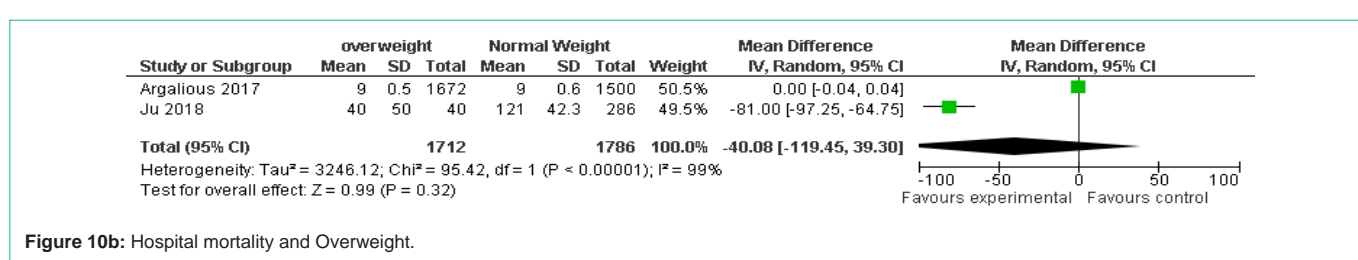 overweight Normal Weight Mean Difference Mean Difference
Study or Subgroup Mean SD Total Mean SD Total Weight IV, Random, 95% CI IV, Random, 95% CI
Argalious 2017 9 0.5 1672 9 0.6 1500 50.5% 0.00 [-0.04, 0.04]
Ju 2018 40 50 40 121 42.3 286 49.5% -81.00 [-97.25, -64.75]
Total (95% CI) 1712 1786 100.0% -40.08 [-119.45, 39.30]
Heterogeneity: Tau² = 3246.12; Chi² = 95.42, df = 1 (P < 0.00001); I² = 99%
Test for overall effect: Z = 0.99 (P = 0.32)
-100 -50 0 50 100
Favours experimental Favours control
Figure 10b: Hospital mortality and Overweight.